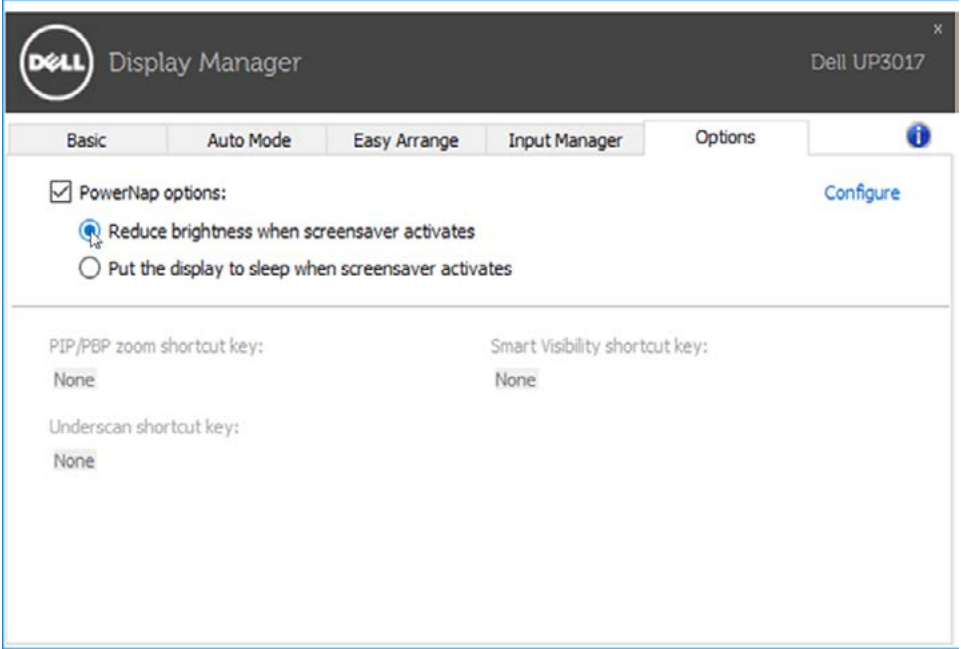 DELL Display Manager Dell UP3017 x
Basic Auto Mode Easy Arrange Input Manager Options i
PowerNap options: Configure
Reduce brightness when screensaver activates
Put the display to sleep when screensaver activates
PIP/PBP zoom shortcut key: Smart Visibility shortcut key:
None None
Underscan shortcut key:
None